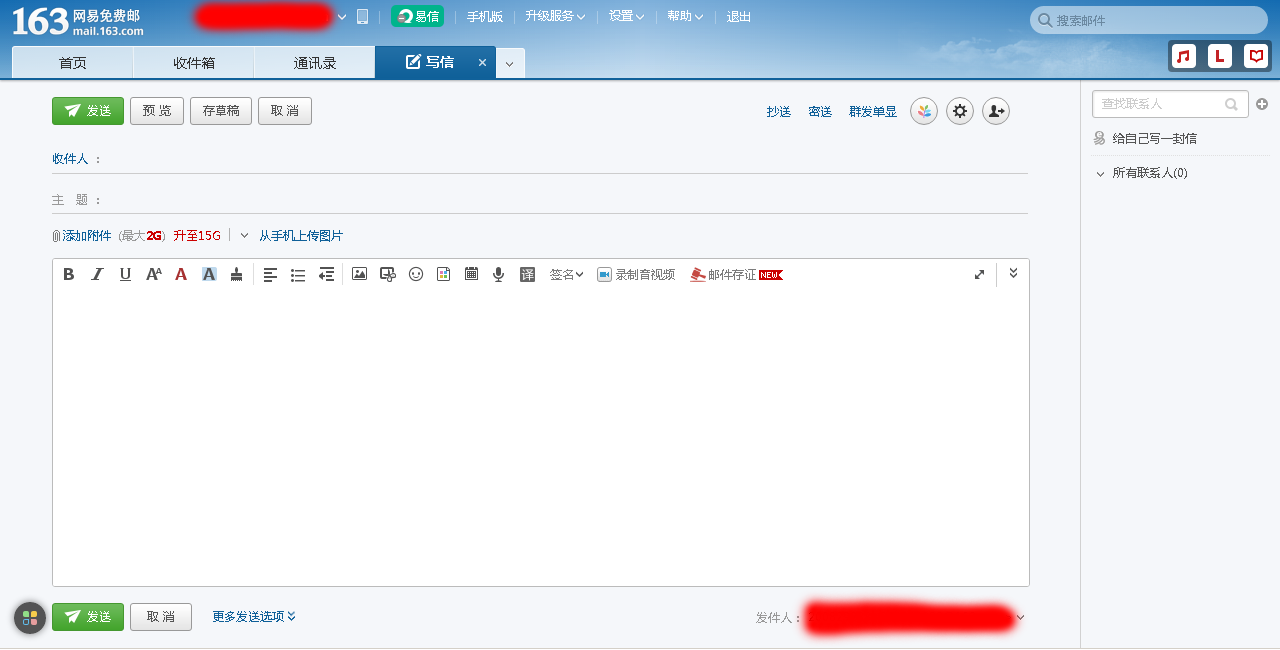 163 网易免费邮
mail.163.com
易信 手机版 升级服务 设置 帮助 退出
搜索邮件
首页 收件箱 通讯录 写信
L
发送 预 览 存草稿 取 消
抄送 密送 群发单显
查找联系人
给自己写一封信
收件人 ：
所有联系人(0)
主 题 ：
添加附件 (最大2G) 升至15G 从手机上传图片
B I U AA A A 译 签名 录制音视频 邮件存证 NEW
发送 取 消 更多发送选项 发件人：